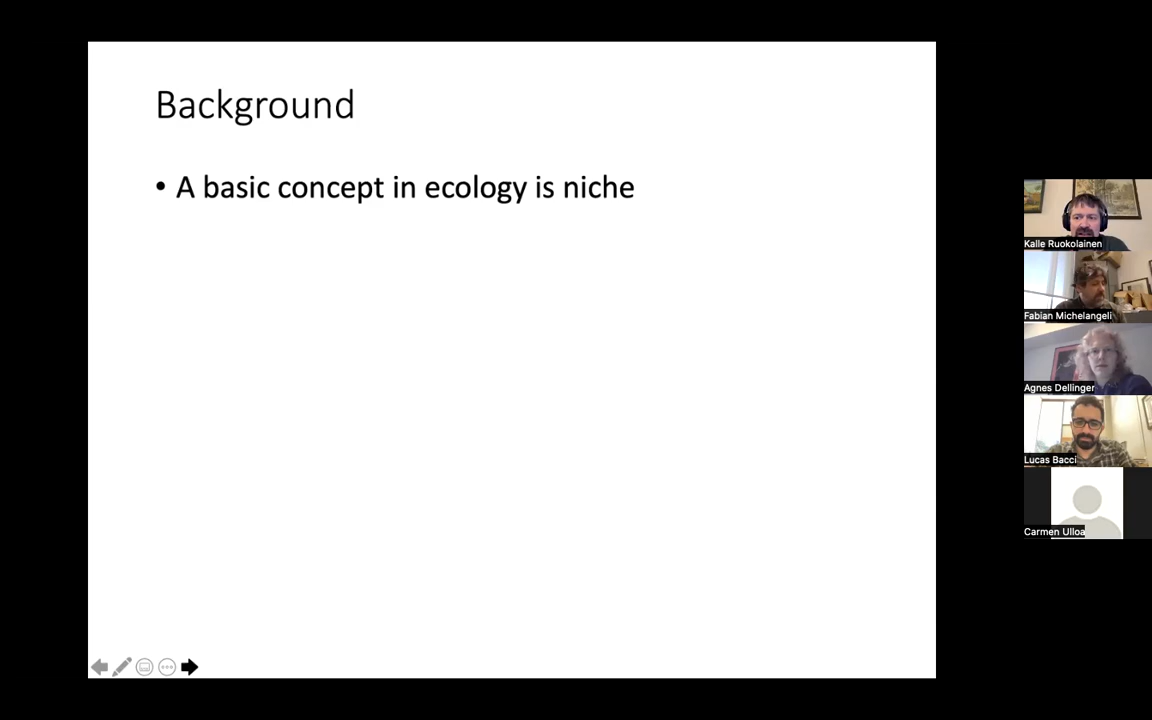 Background
• A basic concept in ecology is niche
Kalle Ruokolainen
Fabian Michelangeli
Agnes Dellinger
Lucas Bacci
Carmen Ulloa